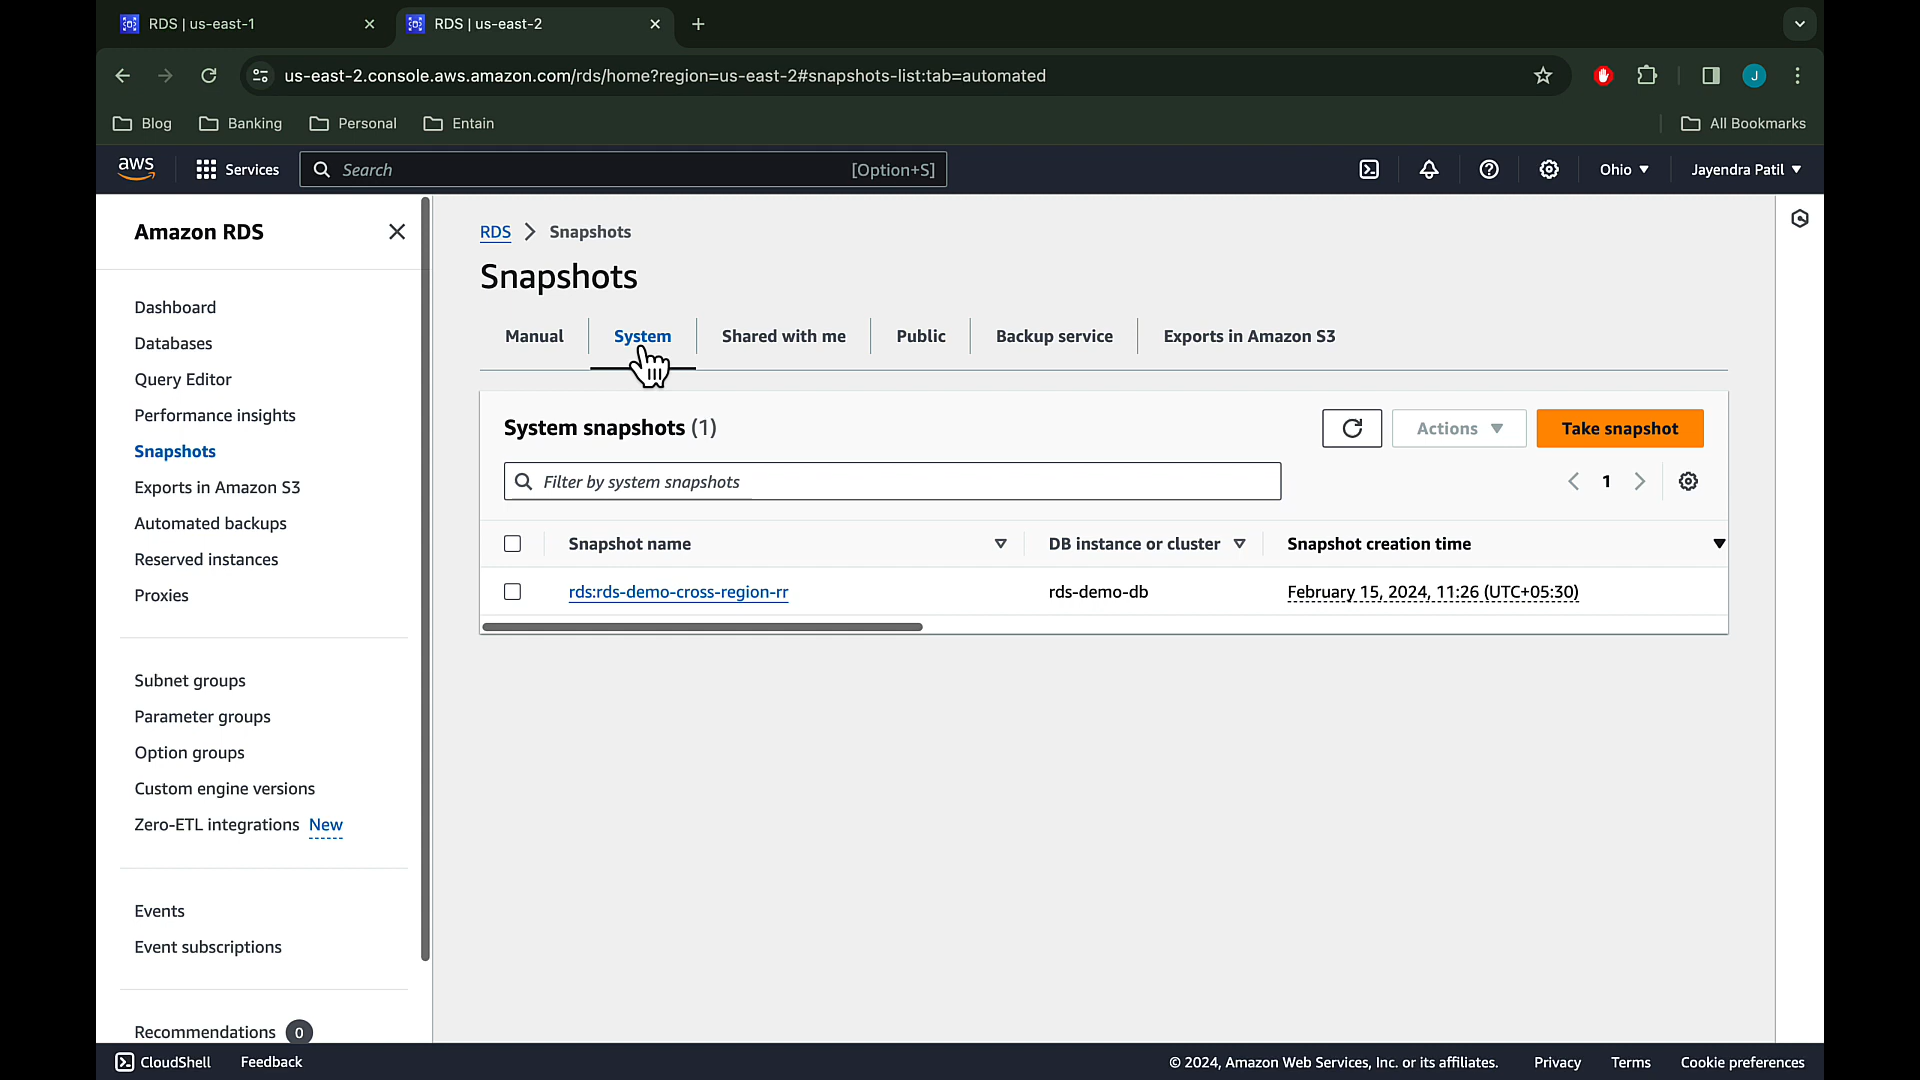 RDS | us-east-1
RDS | us-east-2
us-east-2.console.aws.amazon.com/rds/home?region=us-east-2#snapshots-list:tab=automated
J
Blog
Banking
Personal
Entain
All Bookmarks
aws
Services
Search
[Option+S]
Ohio
Jayendra Patil
Amazon RDS
Dashboard
Databases
Query Editor
Performance insights
Snapshots
Exports in Amazon S3
Automated backups
Reserved instances
Proxies
Subnet groups
Parameter groups
Option groups
Custom engine versions
Zero-ETL integrations New
Events
Event subscriptions
Recommendations 0
RDS > Snapshots
Snapshots
Manual
System
Shared with me
Public
Backup service
Exports in Amazon S3
System snapshots (1)
Actions
Take snapshot
Filter by system snapshots
1
Snapshot name
DB instance or cluster
Snapshot creation time
rds:rds-demo-cross-region-rr
rds-demo-db
February 15, 2024, 11:26 (UTC+05:30)
CloudShell
Feedback
© 2024, Amazon Web Services, Inc. or its affiliates.
Privacy
Terms
Cookie preferences